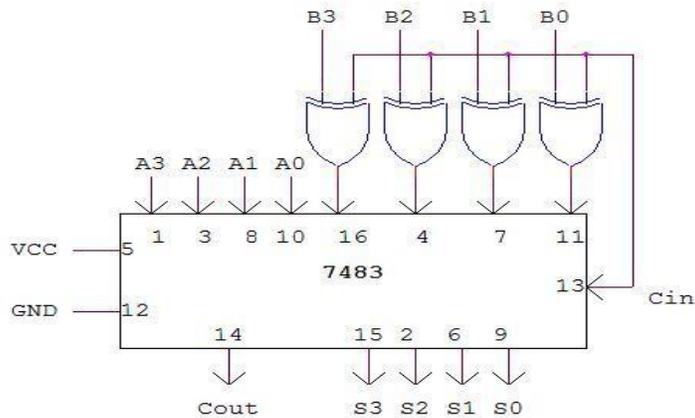 B3 B2 B1 B0
A3 A2 A1 A0
1 3 8 10 16 4 7 11
VCC 5
7483
13 Cin
GND 12
14 15 2 6 9
Cout S3 S2 S1 S0